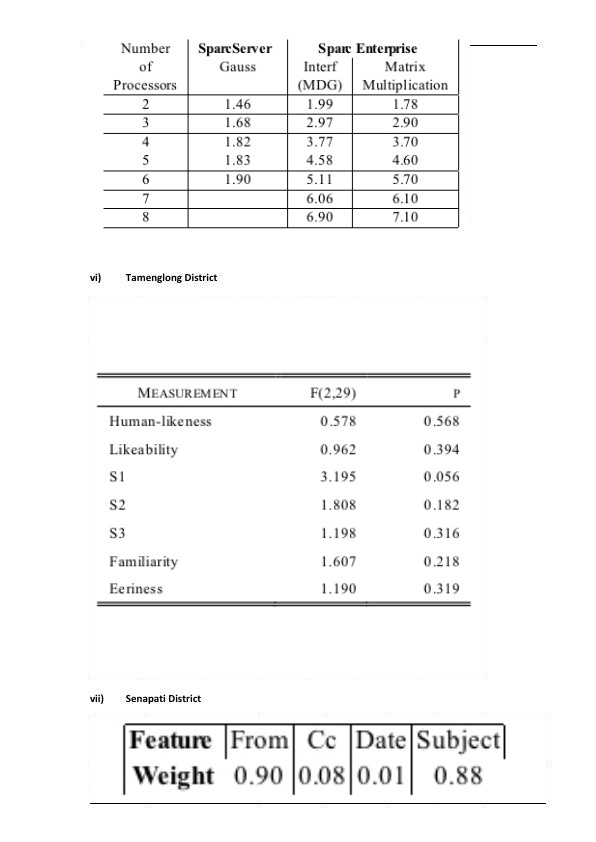 Number SparcServer Sparc Enterprise
of Gauss Interf Matrix
Processors (MDG) Multiplication
2 1.46 1.99 1.78
3 1.68 2.97 2.90
4 1.82 3.77 3.70
5 1.83 4.58 4.60
6 1.90 5.11 5.70
7 6.06 6.10
8 6.90 7.10
vi) Tamenglong District
MEASUREMENT F(2,29) P
Human-likeness 0.578 0.568
Likeability 0.962 0.394
S1 3.195 0.056
S2 1.808 0.182
S3 1.198 0.316
Familiarity 1.607 0.218
Eeriness 1.190 0.319
vii) Senapati District
Feature From Cc Date Subject
Weight 0.90 0.08 0.01 0.88